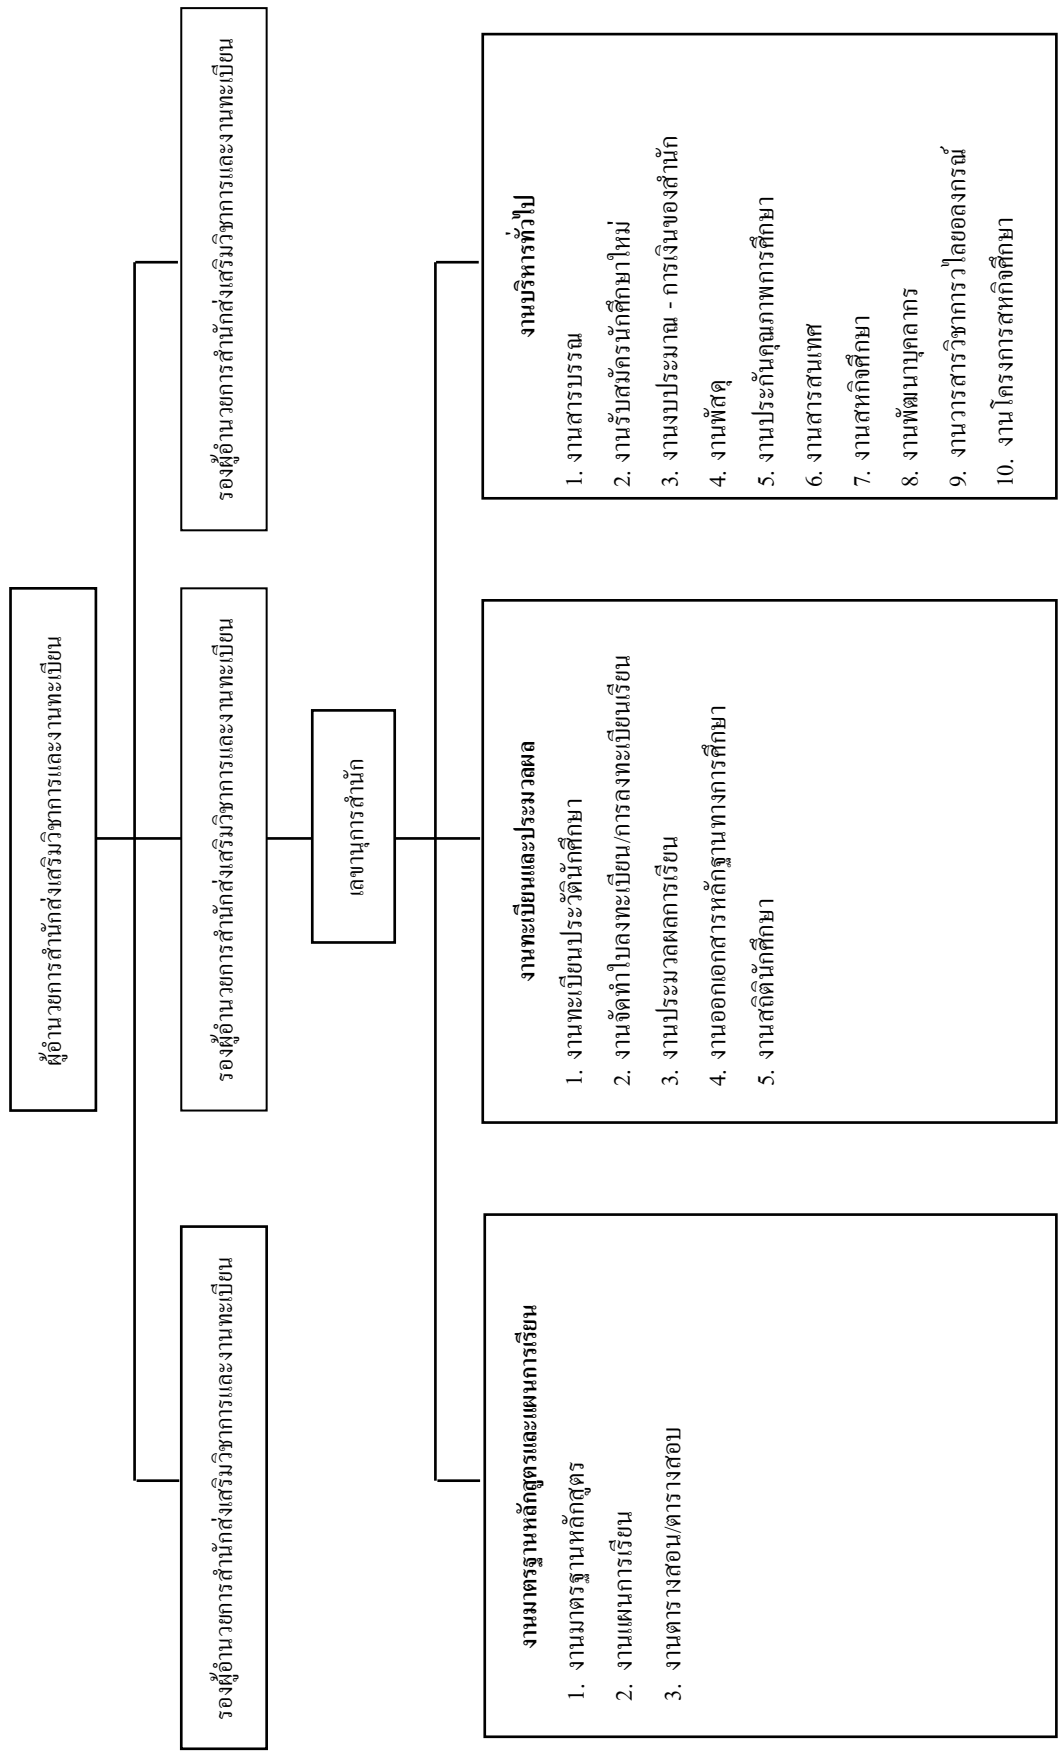 ผู้อำนวยการสำนักส่งเสริมวิชาการและงานทะเบียน
รองผู้อำนวยการสำนักส่งเสริมวิชาการและงานทะเบียน
รองผู้อำนวยการสำนักส่งเสริมวิชาการและงานทะเบียน
รองผู้อำนวยการสำนักส่งเสริมวิชาการและงานทะเบียน
เลขานุการสำนัก
งานมาตรฐานหลักสูตรและแผนการเรียน
1. งานมาตรฐานหลักสูตร
2. งานแผนการเรียน
3. งานตารางสอน/ตารางสอบ
งานทะเบียนและประมวลผล
1. งานทะเบียนประวัตินักศึกษา
2. งานจัดทำใบลงทะเบียน/การลงทะเบียนเรียน
3. งานประมวลผลการเรียน
4. งานออกเอกสารหลักฐานทางการศึกษา
5. งานสถิตินักศึกษา
งานบริหารทั่วไป
1. งานสารบรรณ
2. งานรับสมัครนักศึกษาใหม่
3. งานงบประมาณ - การเงินของสำนัก
4. งานพัสดุ
5. งานประกันคุณภาพการศึกษา
6. งานสารสนเทศ
7. งานสหกิจศึกษา
8. งานพัฒนาบุคลากร
9. งานวารสารวิชาการวไลยอลงกรณ์
10. งานโครงการสหกิจศึกษา